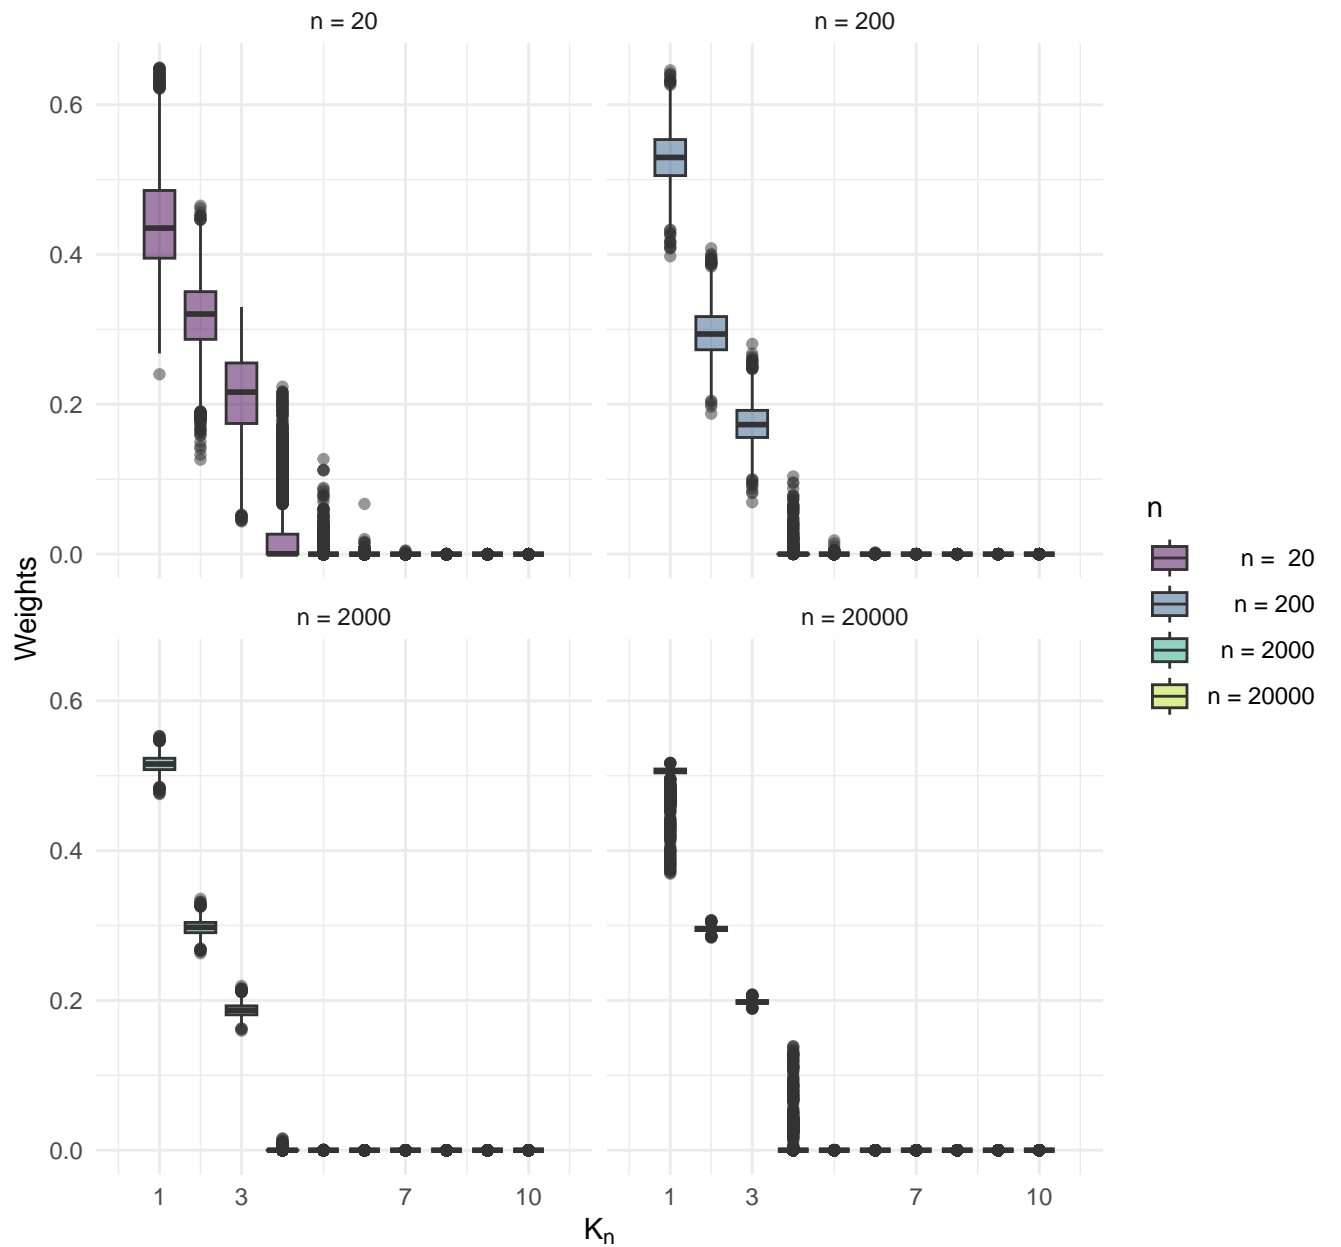 n = 20
n = 200
0.6
0.4
0.2
0.0
n = 2000
n = 20000
0.6
0.4
0.2
0.0
1 3 7 10
1 3 7 10
Kₙ
Weights
n
n = 20
n = 200
n = 2000
n = 20000